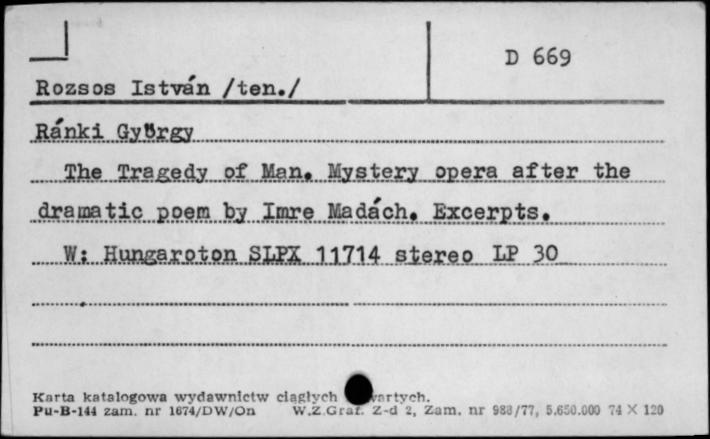 D 669
Rozsos István /ten./
Ránki György
The Tragedy of Man. Mystery opera after the
dramatic poem by Imre Madách. Excerpts.
W: Hungaroton SLPX 11714 stereo LP 30
Karta katalogowa wydawnictw ciągłych
Pu-B-144 zam. nr 1674/DW/On W.Z.Graf. Z-d 2, Zam. nr 988/77, 5.650.000 74 X 120